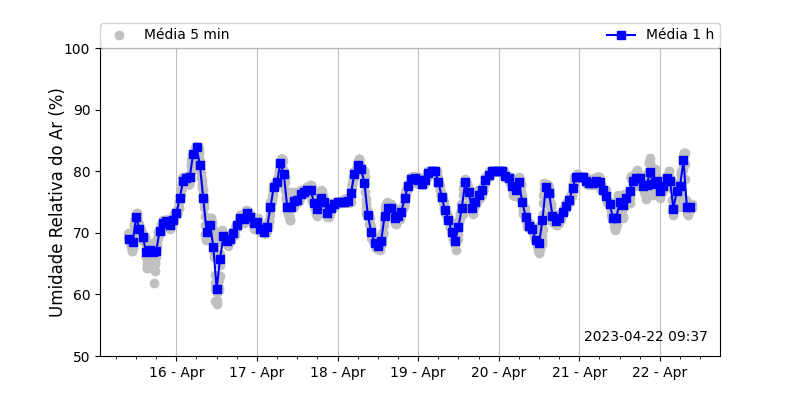 Média 5 min
Média 1 h
Umidade Relativa do Ar (%)
100
90
80
70
60
50
2023-04-22 09:37
16 - Apr
17 - Apr
18 - Apr
19 - Apr
20 - Apr
21 - Apr
22 - Apr